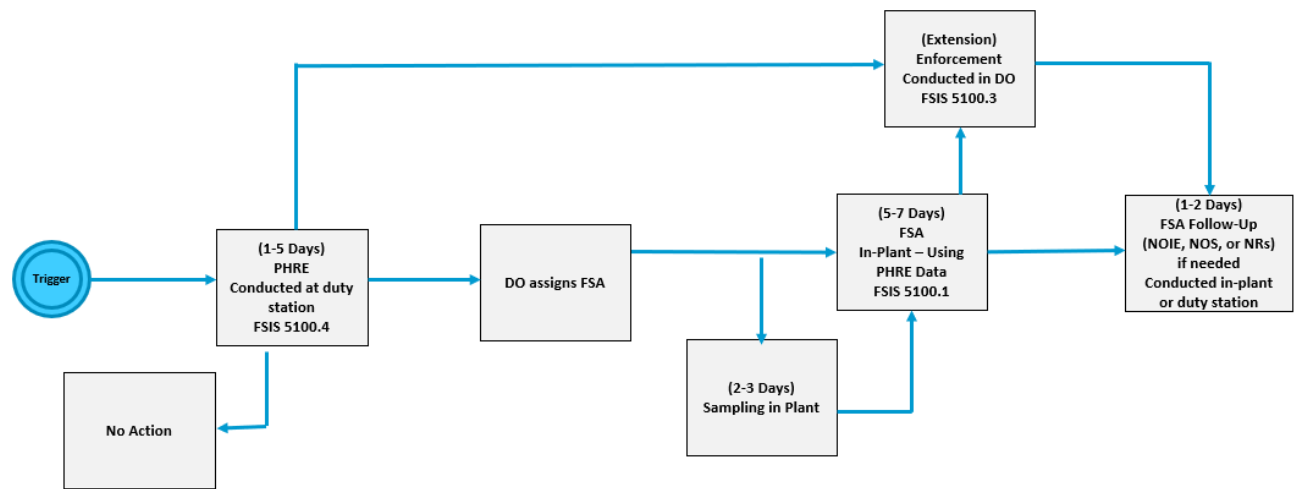 Trigger
(1-5 Days)
PHRE
Conducted at duty
station
FSIS 5100.4
No Action
DO assigns FSA
(2-3 Days)
Sampling in Plant
(5-7 Days)
FSA
In-Plant – Using
PHRE Data
FSIS 5100.1
(Extension)
Enforcement
Conducted in DO
FSIS 5100.3
(1-2 Days)
FSA Follow-Up
(NOIE, NOS, or NRs)
if needed
Conducted in-plant
or duty station